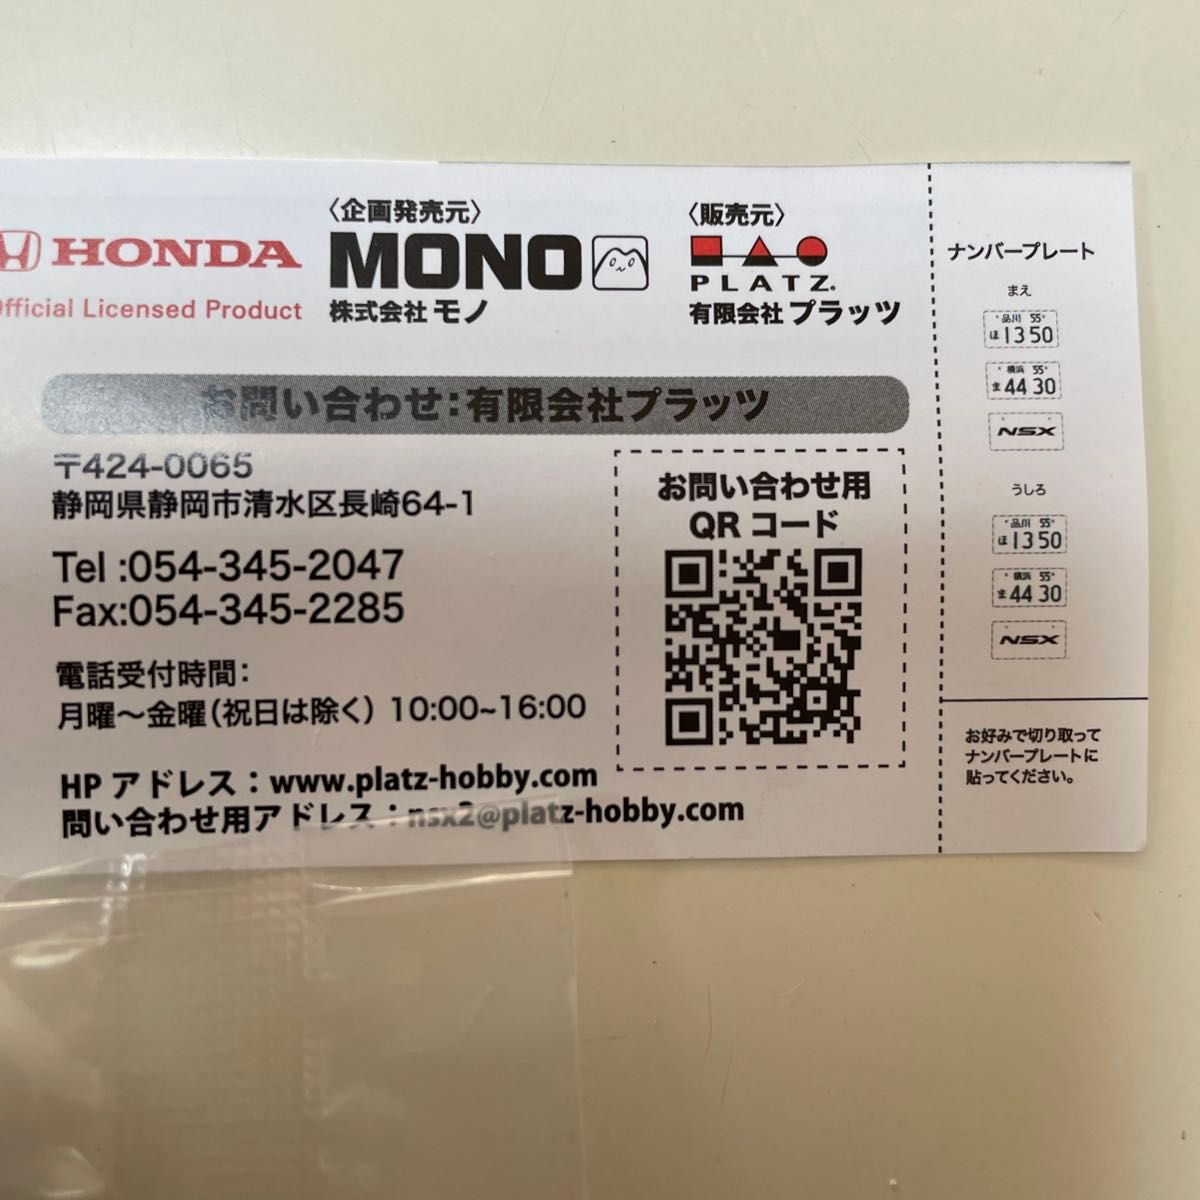 HONDA
Official Licensed Product
〈企画発売元〉
MONO
株式会社 モノ
〈販売元〉
PLATZ.
有限会社 プラッツ
お問い合わせ：有限会社プラッツ
〒424-0065
静岡県静岡市清水区長崎64-1
Tel :054-345-2047
Fax:054-345-2285
電話受付時間：
月曜～金曜（祝日は除く） 10:00~16:00
HP アドレス：www.platz-hobby.com
問い合わせ用アドレス：nsx2@platz-hobby.com
お問い合わせ用
QR コード
ナンバープレート
まえ
品川 55
ほ 1350
横浜 55
ま 44 30
NSX
うしろ
品川 55
ほ 1350
横浜 55
ま 44 30
NSX
お好みで切り取って
ナンバープレートに
貼ってください。